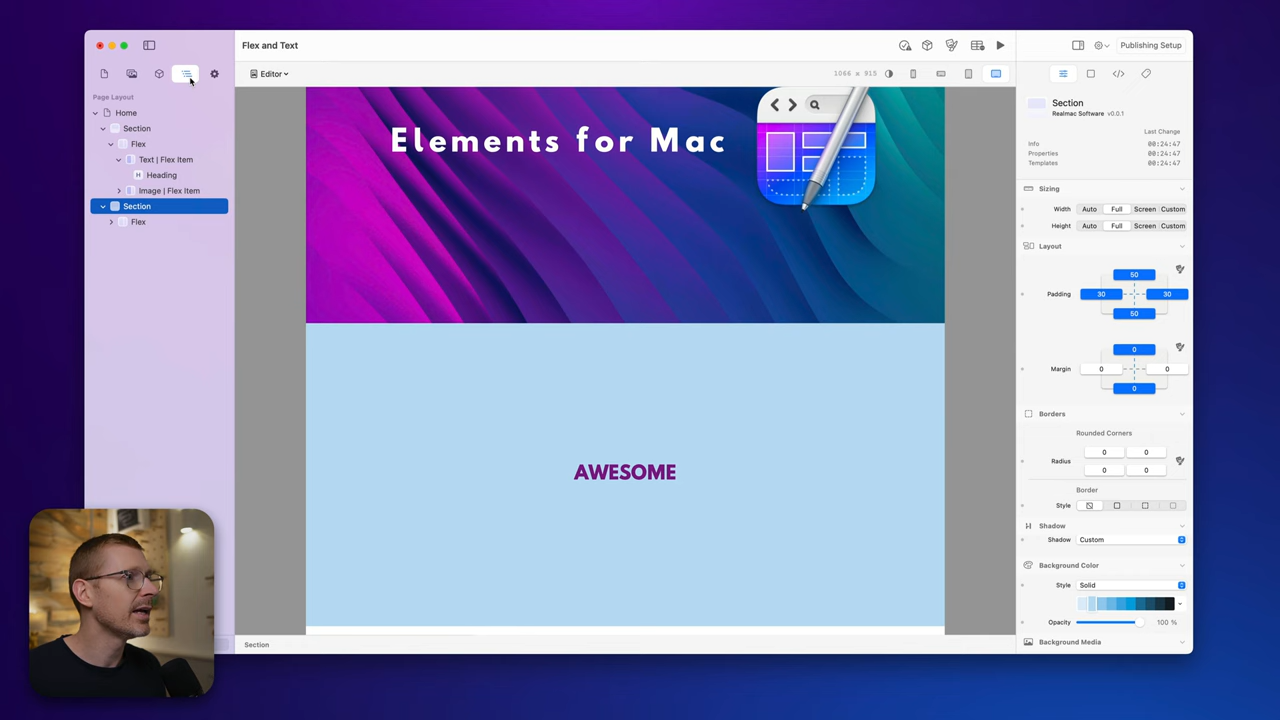 Flex and Text
Publishing Setup
Editor
1066 x 915
Page Layout
Home
Section
Flex
Text | Flex Item
H Heading
Image | Flex Item
Section
Flex
Elements for Mac
AWESOME
Section
Section
Realmac Software v0.0.1
Last Change
Info 00:24:47
Properties 00:24:47
Templates 00:24:47
Sizing
Width Auto Full Screen Custom
Height Auto Full Screen Custom
Layout
50
Padding 30 30
50
0
Margin 0 0
0
Borders
Rounded Corners
0 0
Radius
0 0
Border
Style
Shadow
Shadow Custom
Background Color
Style Solid
Opacity 100 %
Background Media